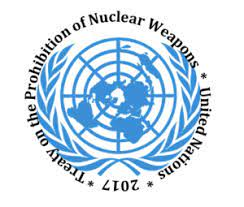 * Treaty on the Prohibition of Nuclear Weapons * United Nations * 2017